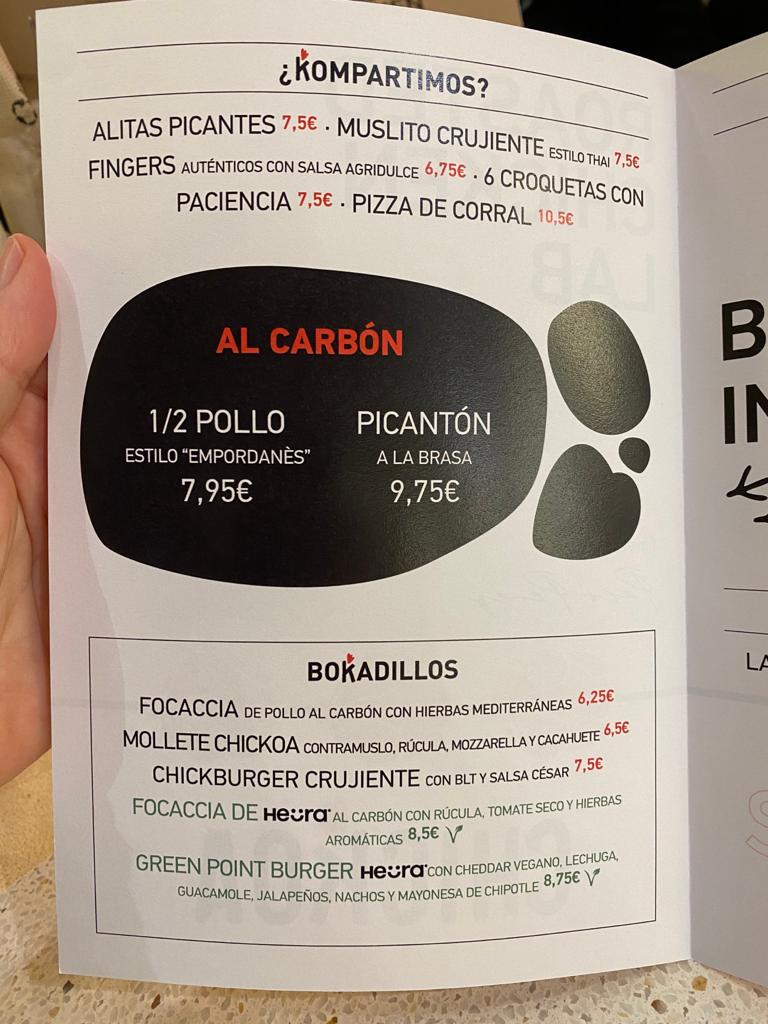 ¿KOMPARTIMOS?
ALITAS PICANTES 7,5€ · MUSLITO CRUJIENTE ESTILO THAI 7,5€
FINGERS AUTÉNTICOS CON SALSA AGRIDULCE 6,75€ · 6 CROQUETAS CON
PACIENCIA 7,5€ · PIZZA DE CORRAL 10,5€
AL CARBÓN
1/2 POLLO
ESTILO "EMPORDANÈS"
7,95€
PICANTÓN
A LA BRASA
9,75€
BOKADILLOS
FOCACCIA DE POLLO AL CARBÓN CON HIERBAS MEDITERRÁNEAS 6,25€
MOLLETE CHICKOA CONTRAMUSLO, RÚCULA, MOZZARELLA Y CACAHUETE 6,5€
CHICKBURGER CRUJIENTE CON BLT Y SALSA CÉSAR 7,5€
FOCACCIA DE Heüra AL CARBÓN CON RÚCULA, TOMATE SECO Y HIERBAS
AROMÁTICAS 8,5€
GREEN POINT BURGER Heüra CON CHEDDAR VEGANO, LECHUGA,
GUACAMOLE, JALAPEÑOS, NACHOS Y MAYONESA DE CHIPOTLE 8,75€
B
IN
LA